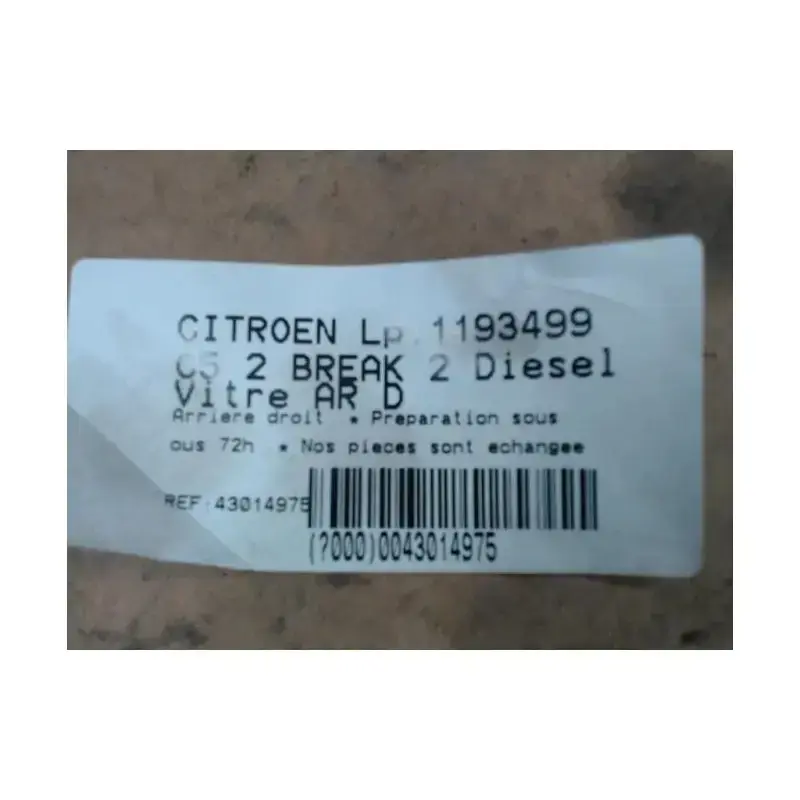 CITROEN Lp.1193499
C5 2 BREAK 2 Diesel
Vitre AR D
Arriere droit * Preparation sous
ous 72h * Nos pieces sont echangee
REF.43014975
(?000)0043014975